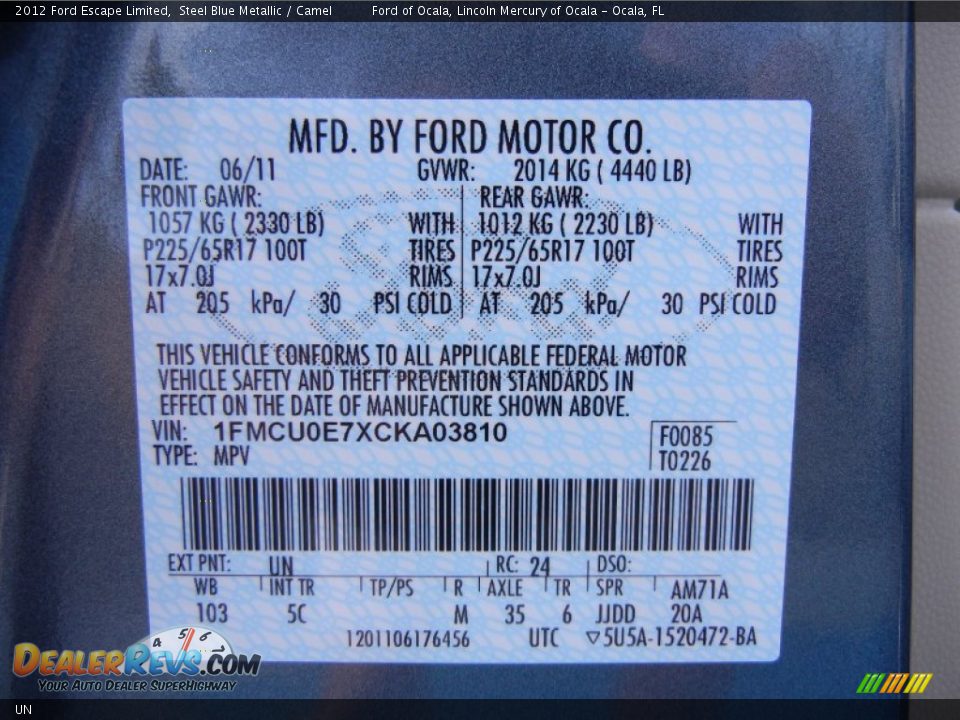 2012 Ford Escape Limited, Steel Blue Metallic / Camel Ford of Ocala, Lincoln Mercury of Ocala - Ocala, FL
MFD. BY FORD MOTOR CO.
DATE: 06/11 GVWR: 2014 KG ( 4440 LB)
FRONT GAWR: REAR GAWR:
1057 KG ( 2330 LB) WITH 1012 KG ( 2230 LB) WITH
P225/65R17 100T TIRES P225/65R17 100T TIRES
17x7.0J RIMS 17x7.0J RIMS
AT 205 kPa/ 30 PSI COLD AT 205 kPa/ 30 PSI COLD
THIS VEHICLE CONFORMS TO ALL APPLICABLE FEDERAL MOTOR
VEHICLE SAFETY AND THEFT PREVENTION STANDARDS IN
EFFECT ON THE DATE OF MANUFACTURE SHOWN ABOVE.
VIN: 1FMCU0E7XCKA03810 F0085
TYPE: MPV T0226
EXT PNT: UN RC: 24 DSO:
WB INT TR TP/PS R AXLE TR SPR AM71A
103 5C M 35 6 JJDD 20A
1201106176456 UTC ▽5U5A-1520472-BA
4 5 6
DEALERREVS.COM
YOUR AUTO DEALER SUPERHIGHWAY
UN